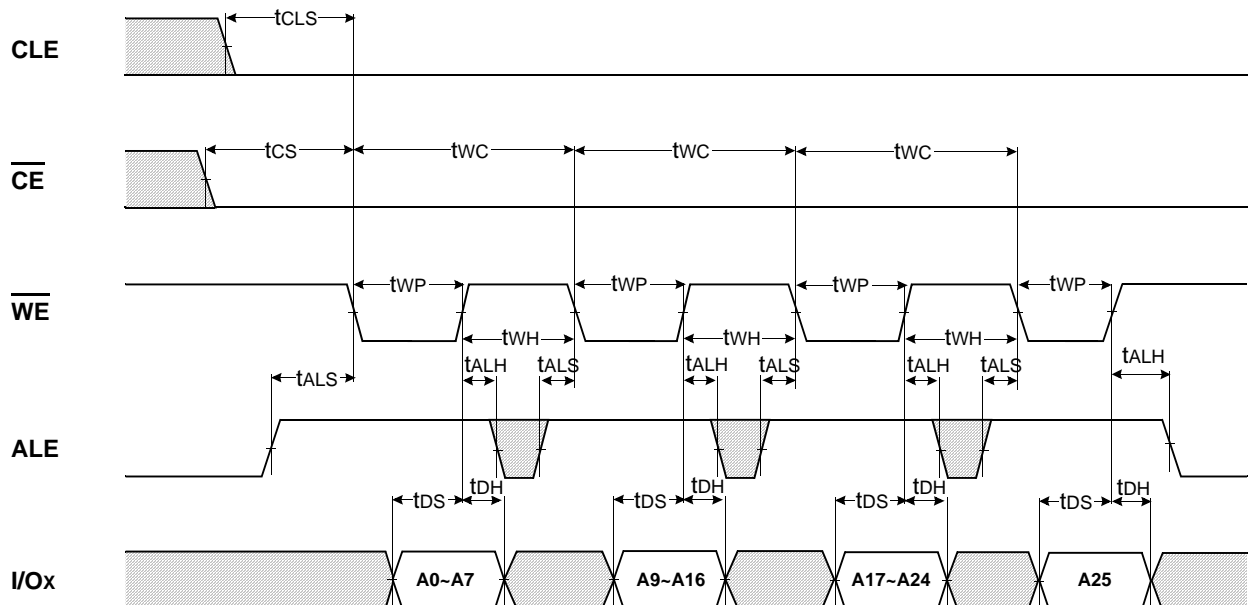 CLE
tCLS
CE
tCS
tWC
tWC
tWC
WE
tWP
tWP
tWP
tWP
tWH
tWH
tWH
tALS
tALH
tALS
tALH
tALS
tALH
tALS
tALH
ALE
tDS
tDH
tDS
tDH
tDS
tDH
tDS
tDH
I/Ox
A0~A7
A9~A16
A17~A24
A25